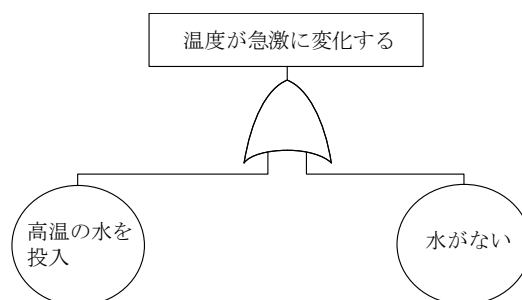 温度が急激に変化する
高温の水を
投入
水がない